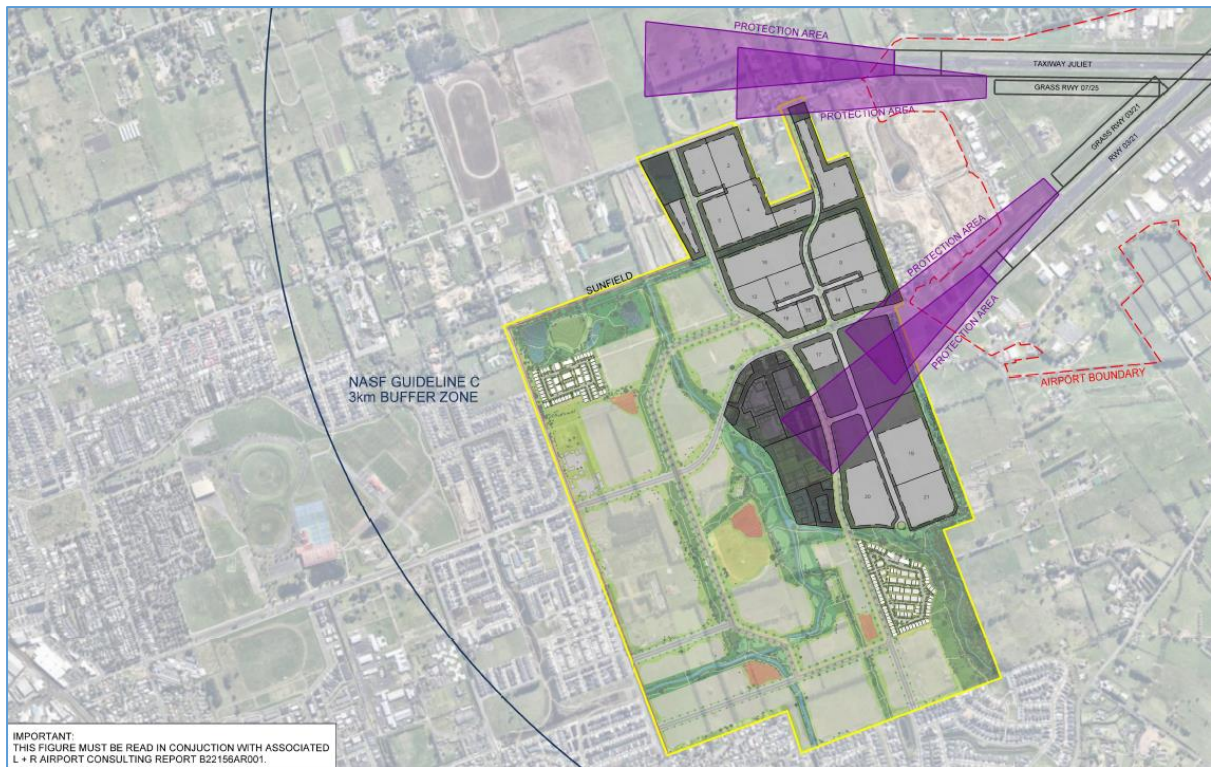 PROTECTION AREA
TAXIWAY JULIET
GRASS RWY 07/25
PROTECTION AREA
GRASS RWY 03/21
RWY 03/21
PROTECTION AREA
PROTECTION AREA
SUNFIELD
AIRPORT BOUNDARY
NASF GUIDELINE C
3km BUFFER ZONE
IMPORTANT:
THIS FIGURE MUST BE READ IN CONJUCTION WITH ASSOCIATED
L + R AIRPORT CONSULTING REPORT B22156AR001.